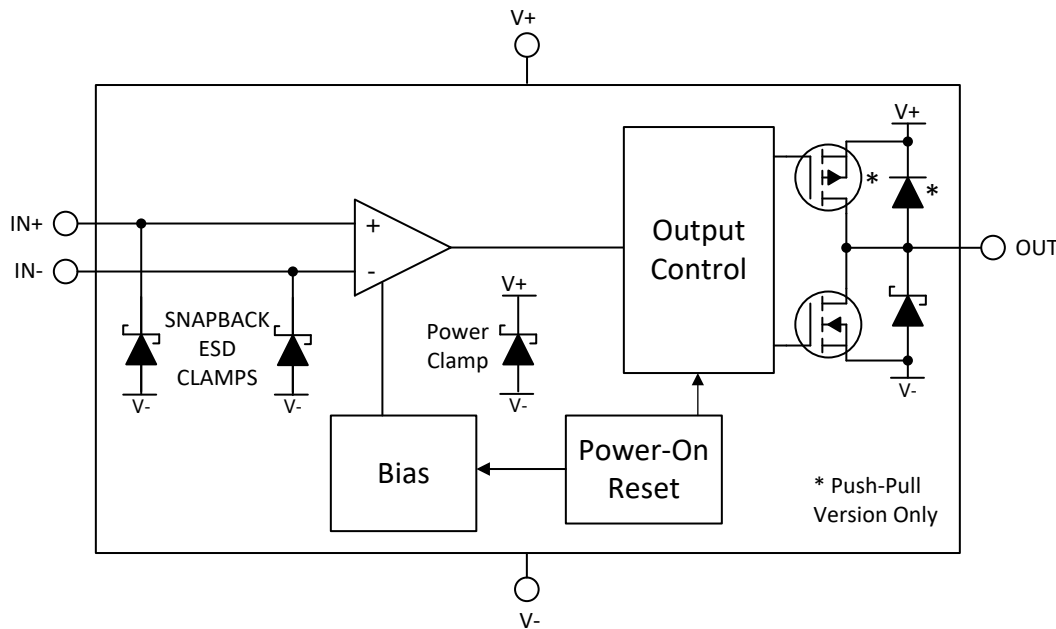 V+
V+
*
*
IN+
+
Output
Control
OUT
IN-
-
V+
SNAPBACK
ESD
CLAMPS
Power
Clamp
V-
V-
V-
V-
Bias
Power-On
Reset
* Push-Pull
Version Only
V-